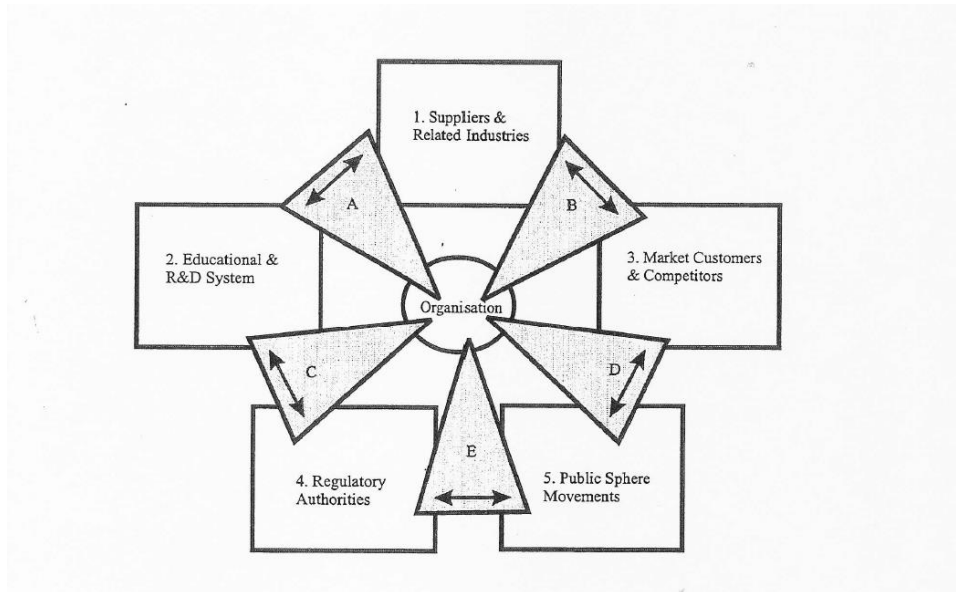 1. Suppliers &
Related Industries
A
B
2. Educational &
R&D System
3. Market Customers
& Competitors
Organisation
C
D
E
4. Regulatory
Authorities
5. Public Sphere
Movements